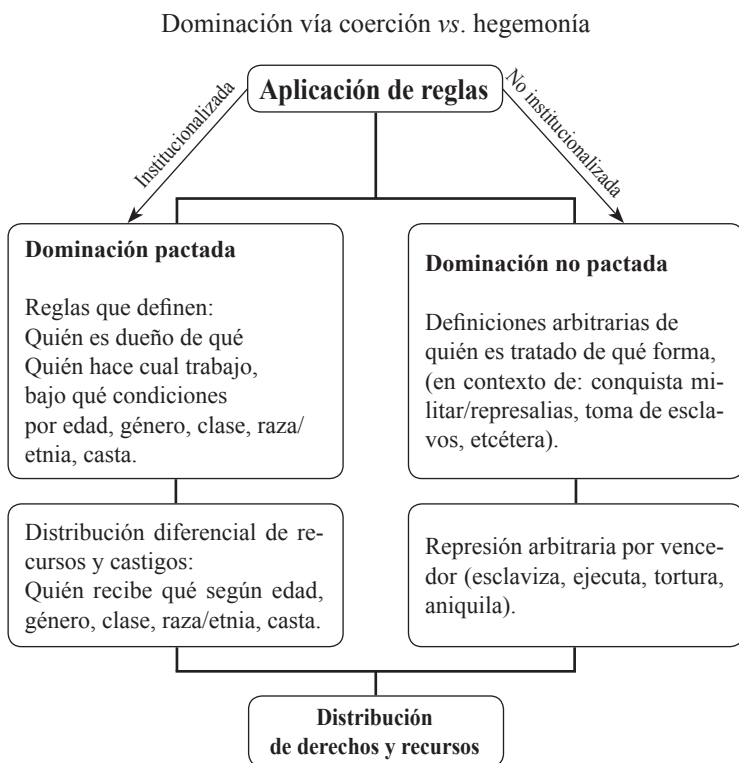 Dominación vía coerción vs. hegemonía
Aplicación de reglas
Institucionalizada
No institucionalizada
Dominación pactada
Reglas que definen:
Quién es dueño de qué
Quién hace cual trabajo,
bajo qué condiciones
por edad, género, clase, raza/
etnia, casta.
Dominación no pactada
Definiciones arbitrarias de
quién es tratado de qué forma,
(en contexto de: conquista mi-
litar/represalias, toma de escla-
vos, etcétera).
Distribución diferencial de re-
cursos y castigos:
Quién recibe qué según edad,
género, clase, raza/etnia, casta.
Represión arbitraria por vence-
dor (esclaviza, ejecuta, tortura,
aniquila).
Distribución
de derechos y recursos